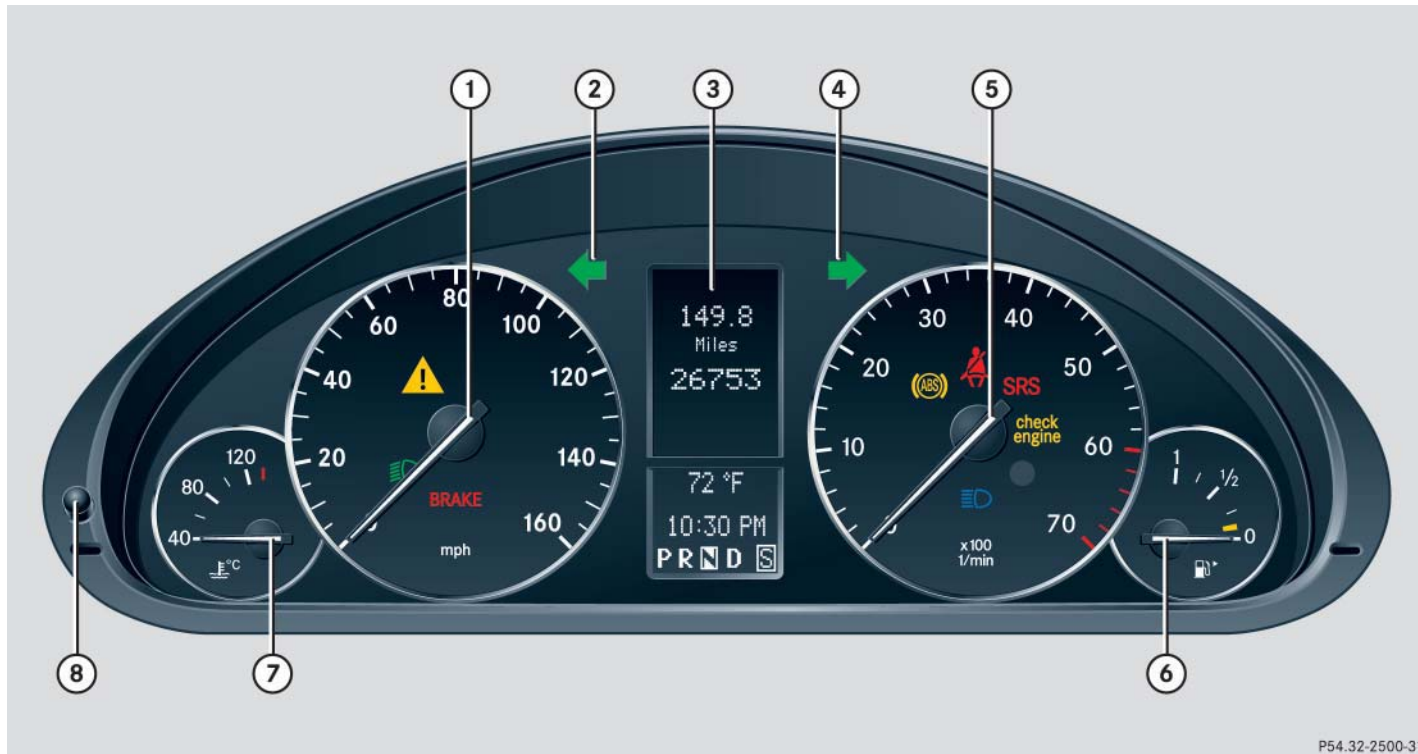 1 2 3 4 5
20 40 60 80 100 120 140 160
BRAKE
mph
149.8
Miles
26753
72 °F
10:30 PM
P R N D S
10 20 30 40 50 60 70
ABS
SRS
check
engine
x100
1/min
40 80 120
°C
1 ½ 0
8 7 6
P54.32-2500-31